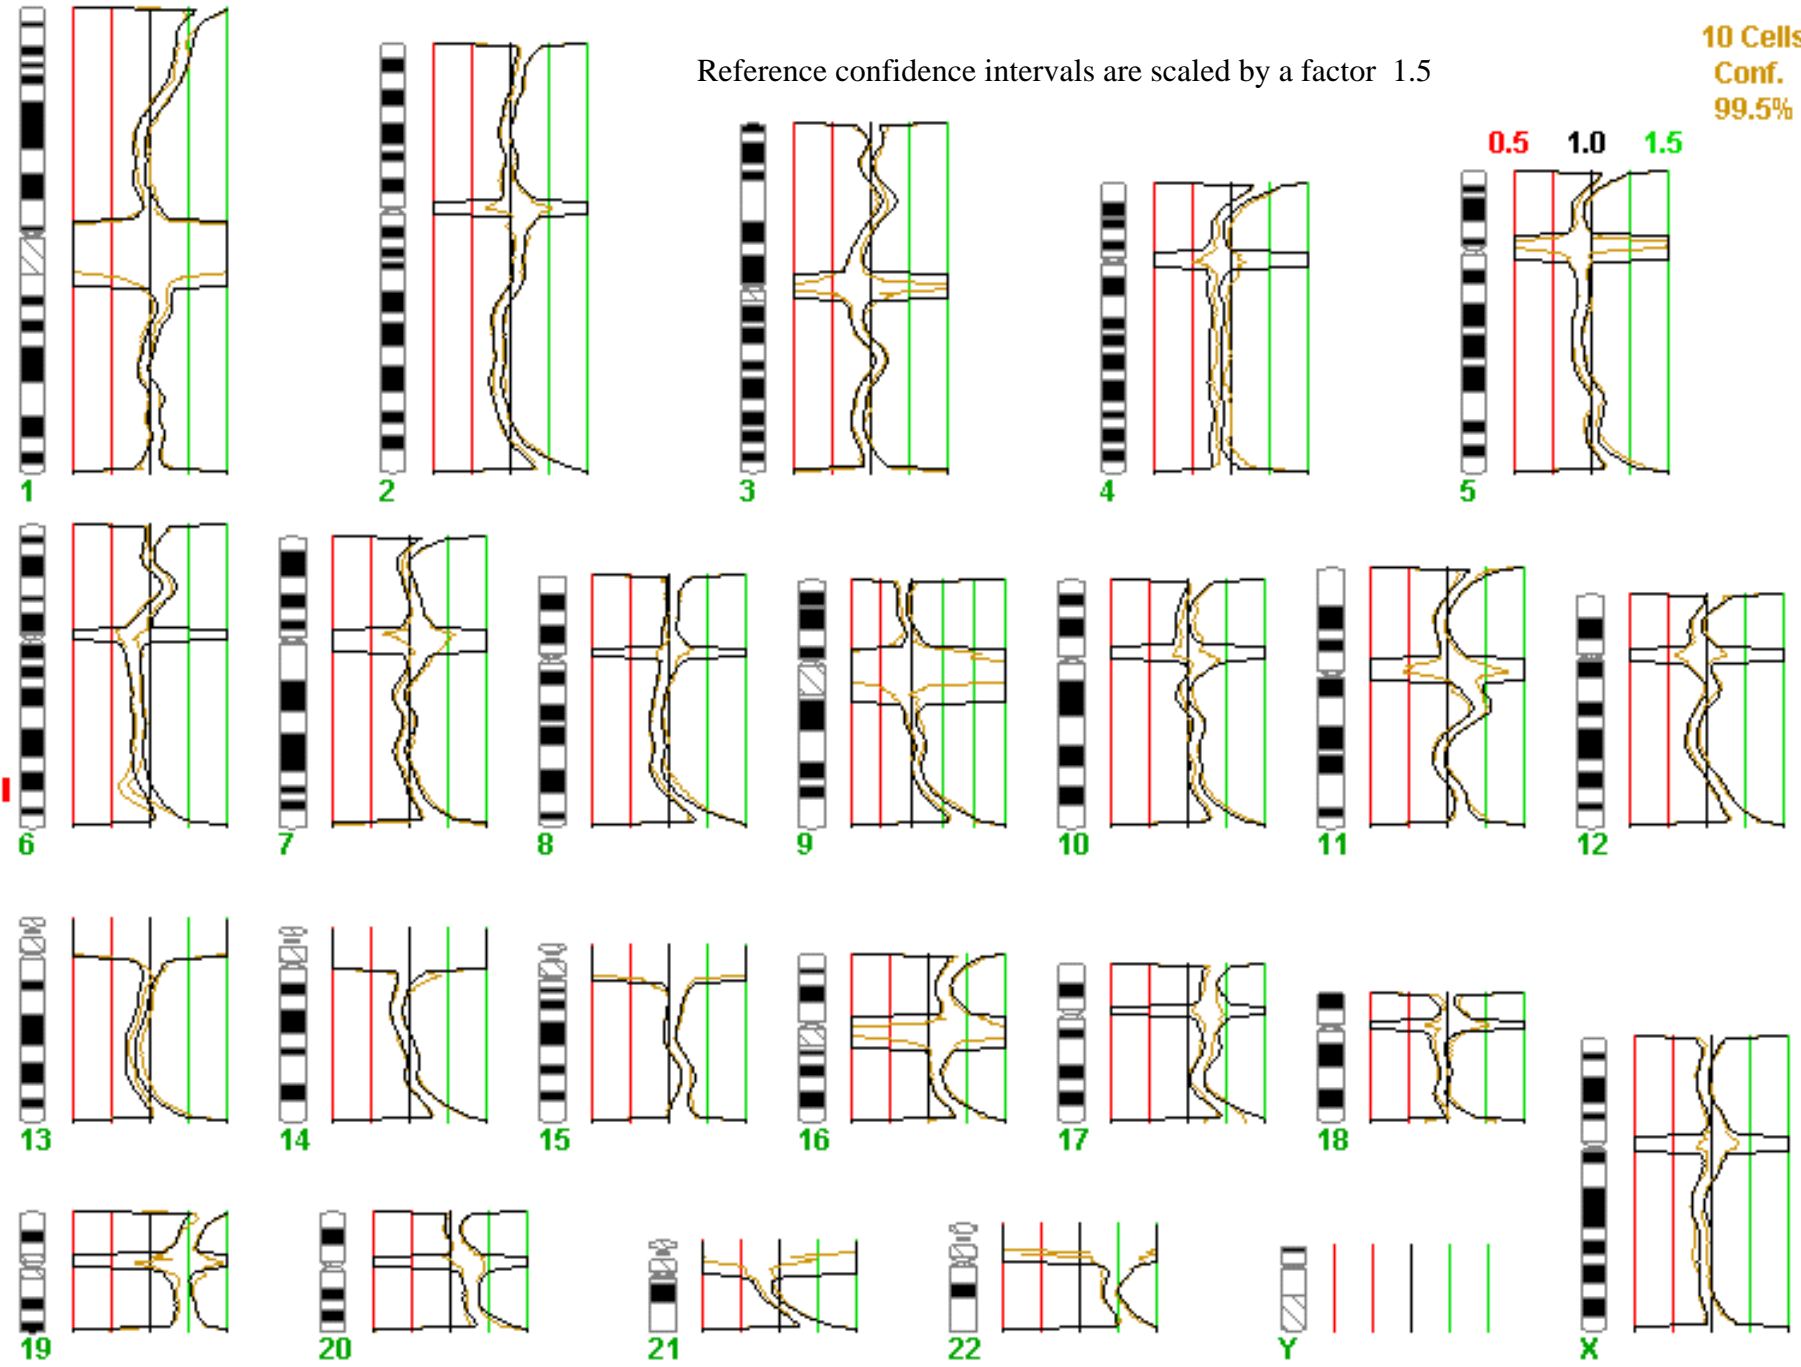 10 Cells
Reference confidence intervals are scaled by a factor 1.5
Conf.
99.5%
0.5 1.0 1.5
1 2 3 4 5
6 7 8 9 10 11 12
13 14 15 16 17 18
19 20 21 22 Y X